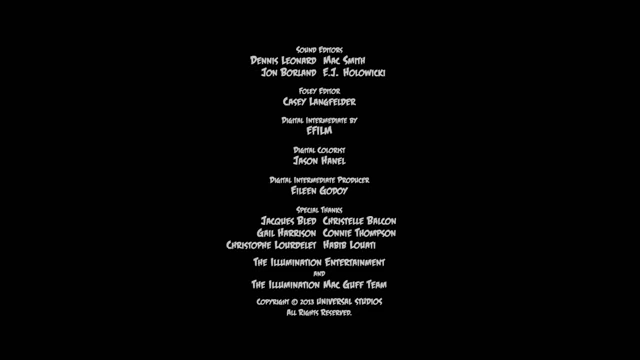 Sound Editors
Dennis Leonard Mac Smith
Jon Borland E.J. Holowicki
Foley Editor
Casey Langfelder
Digital Intermediate by
EFILM
Digital Colorist
Jason Hanel
Digital Intermediate Producer
Eileen Godoy
Special Thanks
Jacques Bled Christelle Balcon
Gail Harrison Connie Thompson
Christophe Lourdelet Habib Louati
The Illumination Entertainment
and
The Illumination Mac Guff Team
Copyright © 2013 UNIVERSAL STUDIOS
All Rights Reserved.